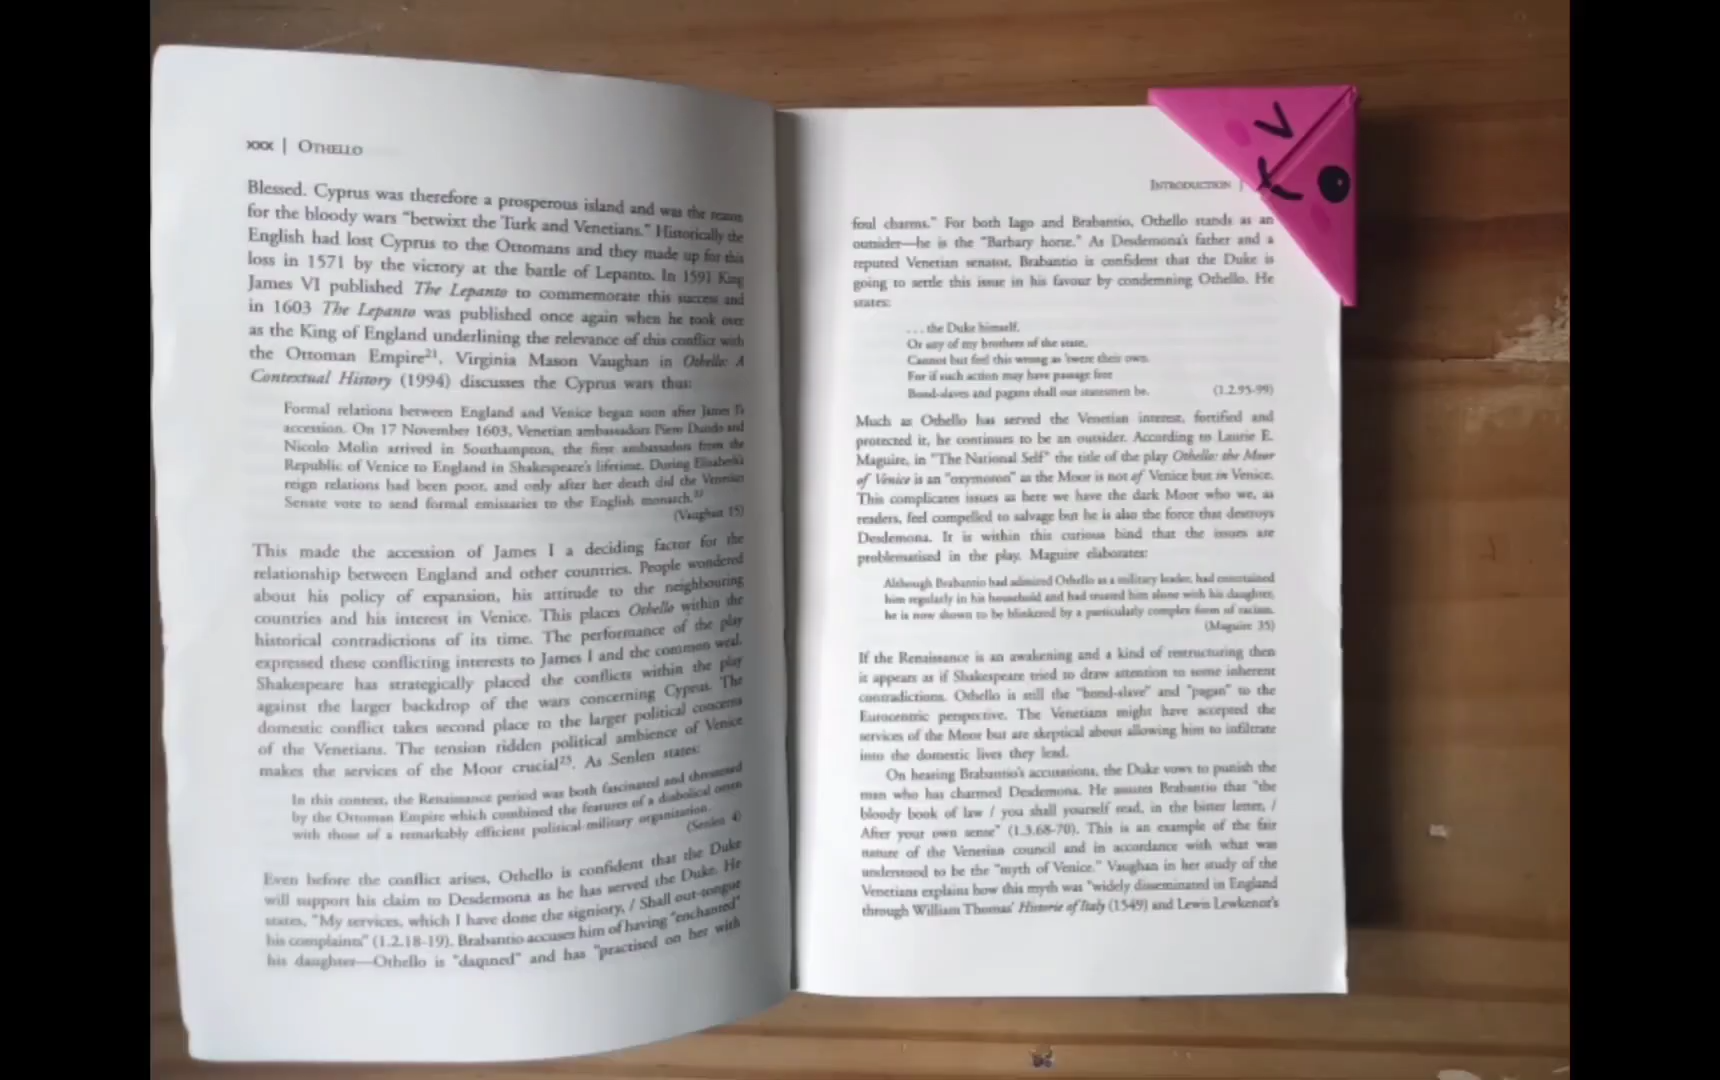 xxx | OTHELLO
Blessed. Cyprus was therefore a prosperous island and was the reason
for the bloody wars "betwixt the Turk and Venetians." Historically the
English had lost Cyprus to the Ottomans and they made up for this
loss in 1571 by the victory at the battle of Lepanto. In 1591 King
James VI published The Lepanto to commemorate this success and
in 1603 The Lepanto was published once again when he took over
as the King of England underlining the relevance of this conflict with
the Ottoman Empire²¹. Virginia Mason Vaughan in Othello: A
Contextual History (1994) discusses the Cyprus wars thus:
Formal relations between England and Venice began soon after James I's
accession. On 17 November 1603, Venetian ambassadors Piero Duodo and
Nicolo Molin arrived in Southampton, the first ambassadors from the
Republic of Venice to England in Shakespeare's lifetime. During Elizabeth's
reign relations had been poor, and only after her death did the Venetian
Senate vote to send formal emissaries to the English monarch.²²
(Vaughan 15)
This made the accession of James I a deciding factor for the
relationship between England and other countries. People wondered
about his policy of expansion, his attitude to the neighbouring
countries and his interest in Venice. This places Othello within the
historical contradictions of its time. The performance of the play
expressed these conflicting interests to James I and the common weal.
Shakespeare has strategically placed the conflicts within the play
against the larger backdrop of the wars concerning Cyprus. The
domestic conflict takes second place to the larger political concerns
of the Venetians. The tension ridden political ambience of Venice
makes the services of the Moor crucial²³. As Senlen states:
In this context, the Renaissance period was both fascinated and threatened
by the Ottoman Empire which combined the features of a diabolical omen
with those of a remarkably efficient political-military organization.
(Senlen 4)
Even before the conflict arises, Othello is confident that the Duke
will support his claim to Desdemona as he has served the Duke. He
states, "My services, which I have done the signiory, / Shall out-tongue
his complaints" (1.2.18-19). Brabantio accuses him of having "enchanted"
his daughter—Othello is "damned" and has "practised on her with
INTRODUCTION |
foul charms." For both Iago and Brabantio, Othello stands as an
outsider—he is the "Barbary horse." As Desdemona's father and a
reputed Venetian senator, Brabantio is confident that the Duke is
going to settle this issue in his favour by condemning Othello. He
states:
. . . the Duke himself,
Or any of my brothers of the state,
Cannot but feel this wrong as 'twere their own.
For if such action may have passage free
Bond-slaves and pagans shall our statesmen be. (1.2.95-99)
Much as Othello has served the Venetian interest, fortified and
protected it, he continues to be an outsider. According to Laurie E.
Maguire, in "The National Self" the title of the play Othello: the Moor
of Venice is an "oxymoron" as the Moor is not of Venice but in Venice.
This complicates issues as here we have the dark Moor who we, as
readers, feel compelled to salvage but he is also the force that destroys
Desdemona. It is within this curious bind that the issues are
problematised in the play. Maguire elaborates:
Although Brabantio had admired Othello as a military leader, had entertained
him regularly in his household and had trusted him alone with his daughter,
he is now shown to be blinkered by a particularly complex form of racism.
(Maguire 35)
If the Renaissance is an awakening and a kind of restructuring then
it appears as if Shakespeare tried to draw attention to some inherent
contradictions. Othello is still the "bond-slave" and "pagan" to the
Eurocentric perspective. The Venetians might have accepted the
services of the Moor but are skeptical about allowing him to infiltrate
into the domestic lives they lead.
On hearing Brabantio's accusations, the Duke vows to punish the
man who has charmed Desdemona. He assures Brabantio that "the
bloody book of law / you shall yourself read, in the bitter letter, /
After your own sense" (1.3.68-70). This is an example of the fair
nature of the Venetian council and in accordance with what was
understood to be the "myth of Venice." Vaughan in her study of the
Venetians explains how this myth was "widely disseminated in England
through William Thomas' Historie of Italy (1549) and Lewis Lewkenor's